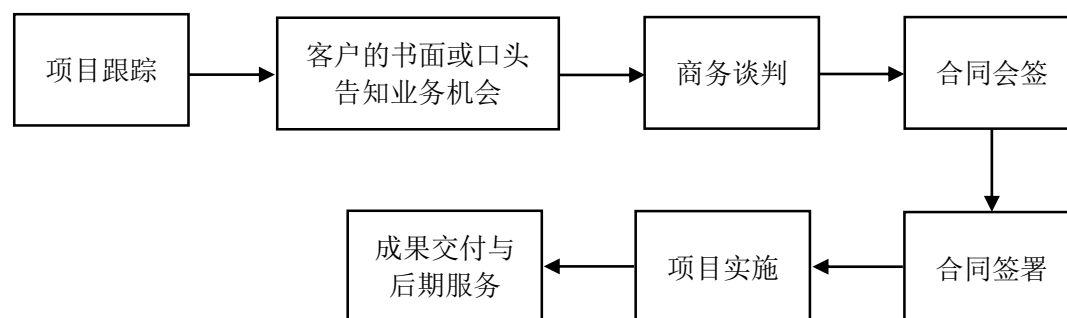 项目跟踪
客户的书面或口头
告知业务机会
商务谈判
合同会签
合同签署
项目实施
成果交付与
后期服务